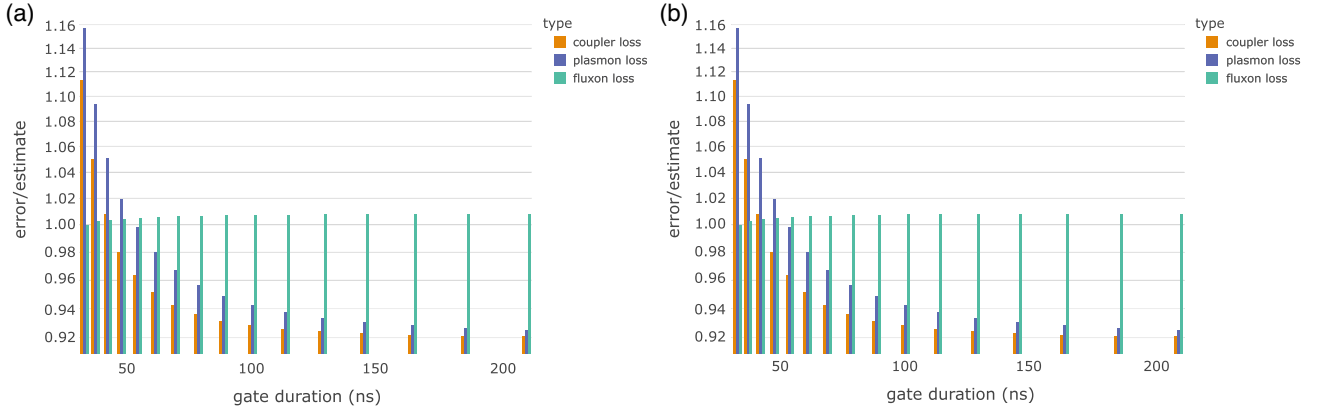 (a)
error/estimate
1.16
1.14
1.12
1.10
1.08
1.06
1.04
1.02
1.00
0.98
0.96
0.94
0.92
50
100
150
200
gate duration (ns)
type
coupler loss
plasmon loss
fluxon loss
(b)
error/estimate
1.16
1.14
1.12
1.10
1.08
1.06
1.04
1.02
1.00
0.98
0.96
0.94
0.92
50
100
150
200
gate duration (ns)
type
coupler loss
plasmon loss
fluxon loss